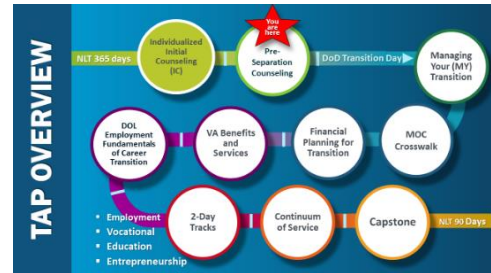 TAP OVERVIEW
You
are
here
NLT 365 days
Individualized
Initial
Counseling
(IC)
Pre-
Separation
Counseling
DoD Transition Day
Managing
Your (MY)
Transition
DOL
Employment
Fundamentals
of Career
Transition
VA Benefits
and
Services
Financial
Planning for
Transition
MOC
Crosswalk
• Employment
• Vocational
• Education
• Entrepreneurship
2-Day
Tracks
Continuum
of Service
Capstone
NLT 90 Days